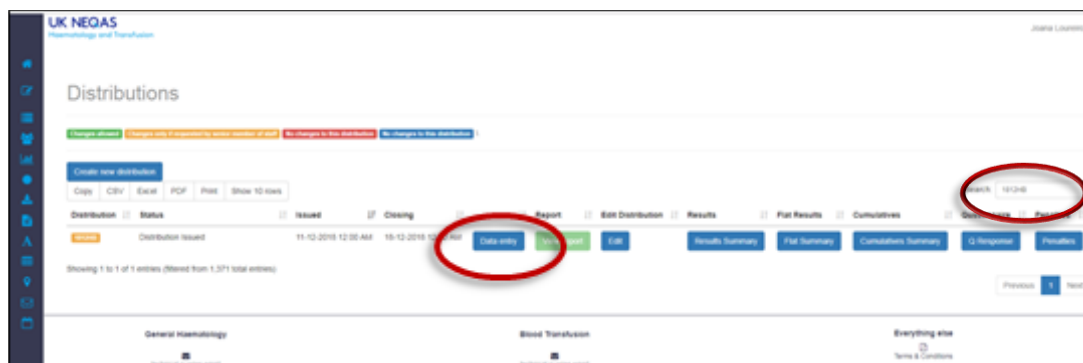 UK NEQAS
Haematology and Transfusion
Joana Lourenço
Distributions
Changes allowed Changes only if requested by senior member of staff No changes to this distribution No changes to this distribution
Create new distribution
Copy CSV Excel PDF Print Show 10 rows
Search
Distribution Status Issued Closing Report Edit Distribution Results Flat Results Cumulatives
Distribution Issued 11-12-2018 12:00 AM Data entry Edit Results Summary Flat Summary Cumulations Summary Q Response Penalties
Showing 1 to 1 of 1 entries (filtered from 1,371 total entries)
Previous 1 Next
General Haematology Blood Transfusion Everything else
Terms & Conditions